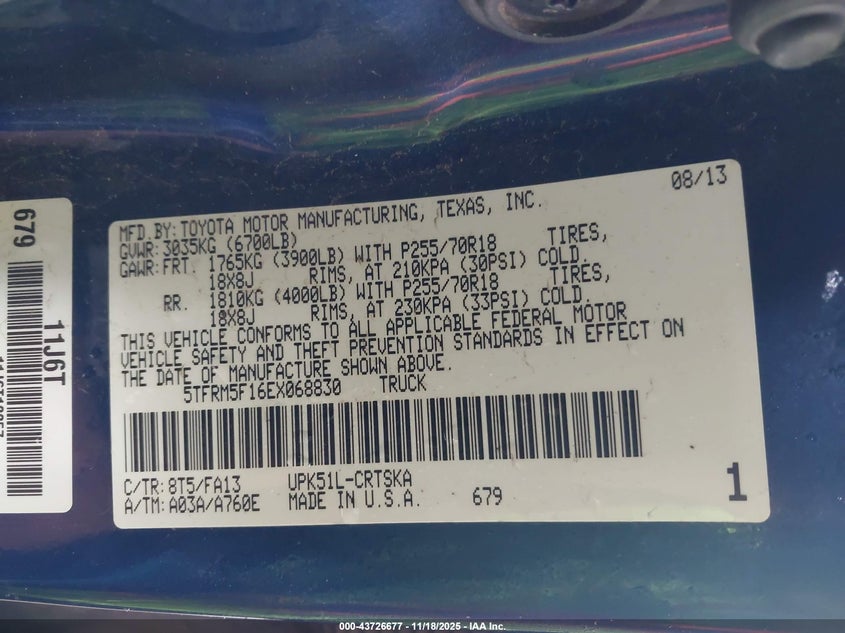 08/13
MFD.BY: TOYOTA MOTOR MANUFACTURING, TEXAS, INC.
GVWR: 3035KG (6700LB)
GAWR: FRT. 1765KG (3900LB) WITH P255/70R18 TIRES,
18X8J RIMS, AT 210KPA (30PSI) COLD.
RR. 1810KG (4000LB) WITH P255/70R18 TIRES,
18X8J RIMS, AT 230KPA (33PSI) COLD.
THIS VEHICLE CONFORMS TO ALL APPLICABLE FEDERAL MOTOR
VEHICLE SAFETY AND THEFT PREVENTION STANDARDS IN EFFECT ON
THE DATE OF MANUFACTURE SHOWN ABOVE.
5TFRM5F16EX068830 TRUCK
C/TR: 8T5/FA13 UPK51L-CRTSKA
A/TM: A03A/A760E MADE IN U.S.A. 679
1
679
11J6T
000-43726677 - 11/18/2025 - IAA Inc.